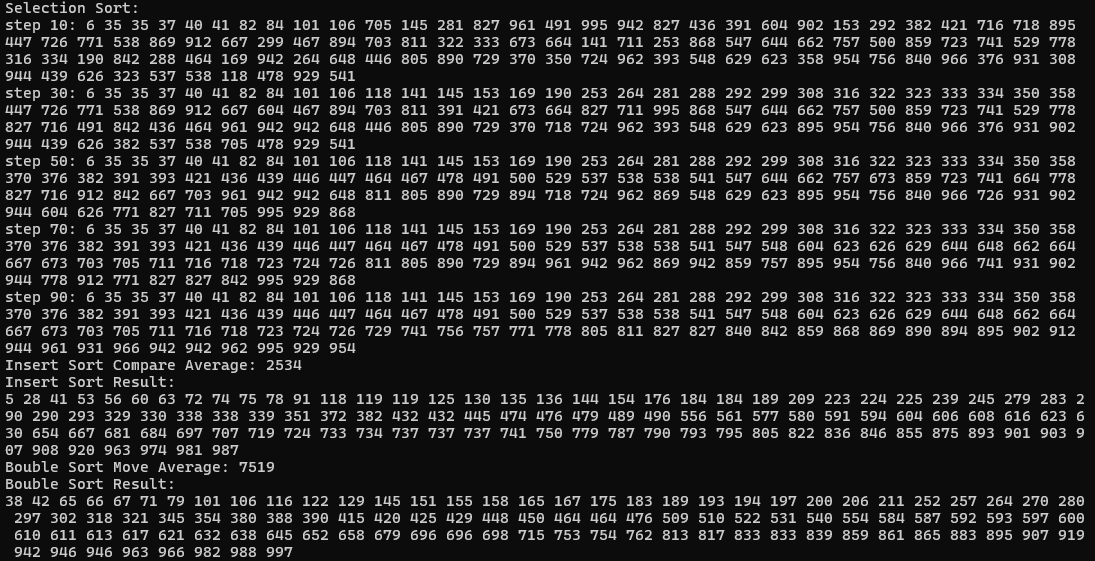 Selection Sort:
step 10: 6 35 35 37 40 41 82 84 101 106 705 145 281 827 961 491 995 942 827 436 391 604 902 153 292 382 421 716 718 895
447 726 771 538 869 912 667 299 467 894 703 811 322 333 673 664 141 711 253 868 547 644 662 757 500 859 723 741 529 778
316 334 190 842 288 464 169 942 264 648 446 805 890 729 370 350 724 962 393 548 629 623 358 954 756 840 966 376 931 308
944 439 626 323 537 538 118 478 929 541
step 30: 6 35 35 37 40 41 82 84 101 106 118 141 145 153 169 190 253 264 281 288 292 299 308 316 322 323 333 334 350 358
447 726 771 538 869 912 667 604 467 894 703 811 391 421 673 664 827 711 995 868 547 644 662 757 500 859 723 741 529 778
827 716 491 842 436 464 961 942 942 648 446 805 890 729 370 718 724 962 393 548 629 623 895 954 756 840 966 376 931 902
944 439 626 382 537 538 705 478 929 541
step 50: 6 35 35 37 40 41 82 84 101 106 118 141 145 153 169 190 253 264 281 288 292 299 308 316 322 323 333 334 350 358
370 376 382 391 393 421 436 439 446 447 464 467 478 491 500 529 537 538 538 541 547 644 662 757 673 859 723 741 664 778
827 716 912 842 667 703 961 942 942 648 811 805 890 729 894 718 724 962 869 548 629 623 895 954 756 840 966 726 931 902
944 604 626 771 827 711 705 995 929 868
step 70: 6 35 35 37 40 41 82 84 101 106 118 141 145 153 169 190 253 264 281 288 292 299 308 316 322 323 333 334 350 358
370 376 382 391 393 421 436 439 446 447 464 467 478 491 500 529 537 538 538 541 547 548 604 623 626 629 644 648 662 664
667 673 703 705 711 716 718 723 724 726 811 805 890 729 894 961 942 962 869 942 859 757 895 954 756 840 966 741 931 902
944 778 912 771 827 827 842 995 929 868
step 90: 6 35 35 37 40 41 82 84 101 106 118 141 145 153 169 190 253 264 281 288 292 299 308 316 322 323 333 334 350 358
370 376 382 391 393 421 436 439 446 447 464 467 478 491 500 529 537 538 538 541 547 548 604 623 626 629 644 648 662 664
667 673 703 705 711 716 718 723 724 726 729 741 756 757 771 778 805 811 827 827 840 842 859 868 869 890 894 895 902 912
944 961 931 966 942 942 962 995 929 954
Insert Sort Compare Average: 2534
Insert Sort Result:
5 28 41 53 56 60 63 72 74 75 78 91 118 119 119 125 130 135 136 144 154 176 184 184 189 209 223 224 225 239 245 279 283 2
90 290 293 329 330 338 338 339 351 372 382 432 432 445 474 476 479 489 490 556 561 577 580 591 594 604 606 608 616 623 6
30 654 667 681 684 697 707 719 724 733 734 737 737 737 741 750 779 787 790 793 795 805 822 836 846 855 875 893 901 903 9
07 908 920 963 974 981 987
Bouble Sort Move Average: 7519
Bouble Sort Result:
38 42 65 66 67 71 79 101 106 116 122 129 145 151 155 158 165 167 175 183 189 193 194 197 200 206 211 252 257 264 270 280
297 302 318 321 345 354 380 388 390 415 420 425 429 448 450 464 464 476 509 510 522 531 540 554 584 587 592 593 597 600
610 611 613 617 621 632 638 645 652 658 679 696 696 698 715 753 754 762 813 817 833 833 839 859 861 865 883 895 907 919
942 946 946 963 966 982 988 997